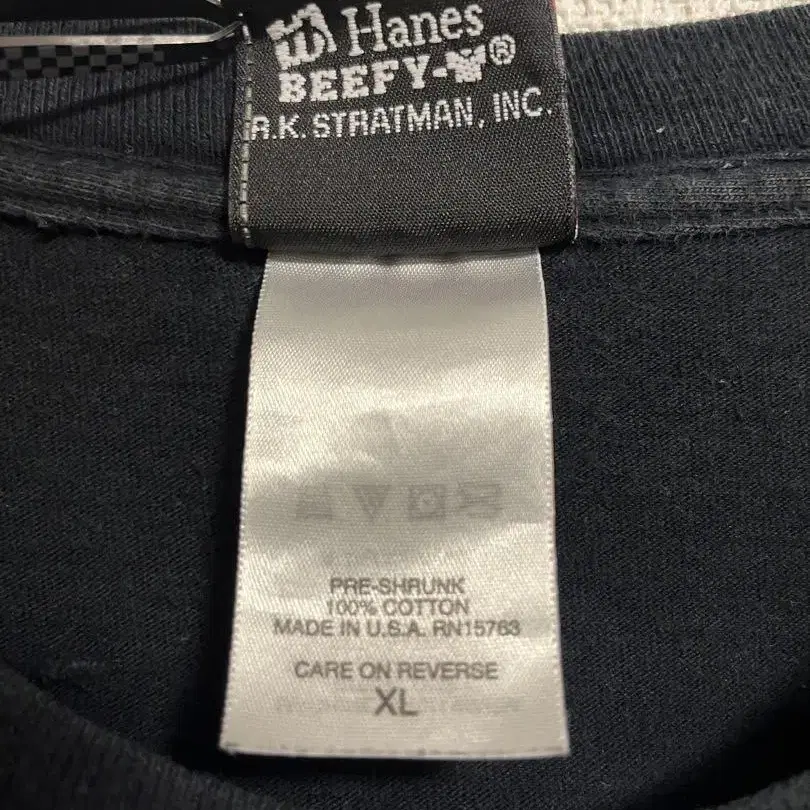 Hanes
BEEFY-®
R.K. STRATMAN, INC.
PRE-SHRUNK
100% COTTON
MADE IN U.S.A. RN15763
CARE ON REVERSE
XL